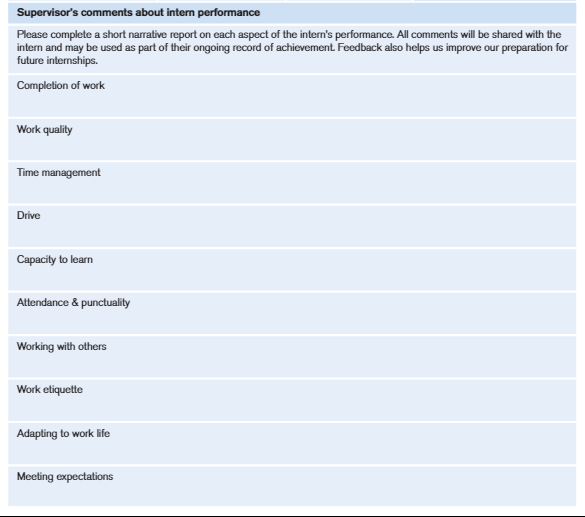 Supervisor's comments about intern performance
Please complete a short narrative report on each aspect of the intern's performance. All comments will be shared with the
intern and may be used as part of their ongoing record of achievement. Feedback also helps us improve our preparation for
future internships.
Completion of work
Work quality
Time management
Drive
Capacity to learn
Attendance & punctuality
Working with others
Work etiquette
Adapting to work life
Meeting expectations